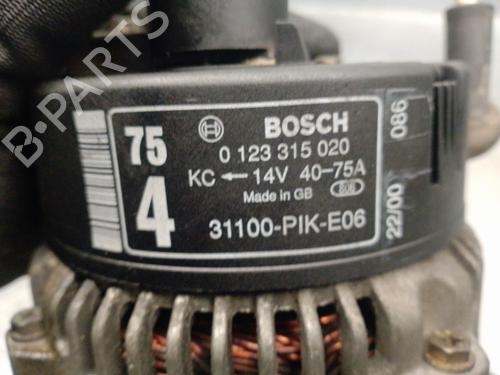 B-PARTS
75
4
BOSCH
0 123 315 020
KC ← 14V 40-75A
Made in GB
31100-PIK-E06
22/00 086